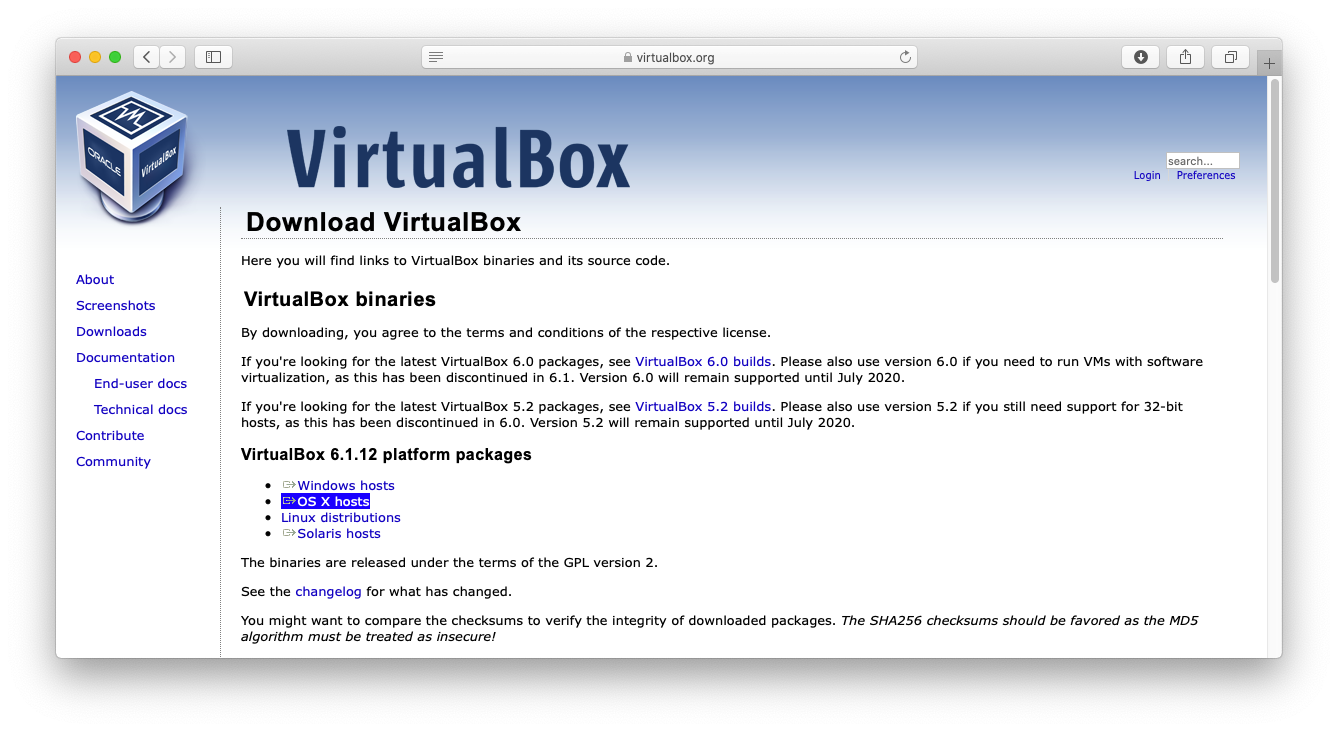 virtualbox.org
ORACLE
VirtualBox
VirtualBox
search...
Login Preferences
Download VirtualBox
Here you will find links to VirtualBox binaries and its source code.
About
Screenshots
Downloads
Documentation
End-user docs
Technical docs
Contribute
Community
VirtualBox binaries
By downloading, you agree to the terms and conditions of the respective license.
If you're looking for the latest VirtualBox 6.0 packages, see VirtualBox 6.0 builds. Please also use version 6.0 if you need to run VMs with software
virtualization, as this has been discontinued in 6.1. Version 6.0 will remain supported until July 2020.
If you're looking for the latest VirtualBox 5.2 packages, see VirtualBox 5.2 builds. Please also use version 5.2 if you still need support for 32-bit
hosts, as this has been discontinued in 6.0. Version 5.2 will remain supported until July 2020.
VirtualBox 6.1.12 platform packages
Windows hosts
OS X hosts
Linux distributions
Solaris hosts
The binaries are released under the terms of the GPL version 2.
See the changelog for what has changed.
You might want to compare the checksums to verify the integrity of downloaded packages. The SHA256 checksums should be favored as the MD5
algorithm must be treated as insecure!